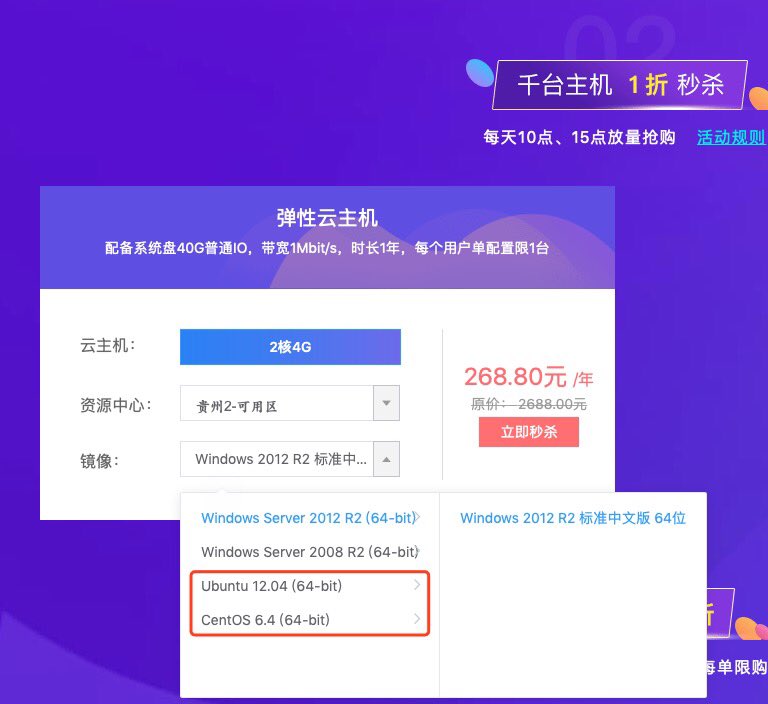 02
千台主机 1折 秒杀
每天10点、15点放量抢购 活动规则
弹性云主机
配备系统盘40G普通IO，带宽1Mbit/s，时长1年，每个用户单配置限1台
云主机：
2核4G
资源中心：
贵州2-可用区
镜像：
Windows 2012 R2 标准中...
268.80元 /年
原价： 2688.00元
立即秒杀
Windows Server 2012 R2 (64-bit)
Windows Server 2008 R2 (64-bit)
Ubuntu 12.04 (64-bit)
CentOS 6.4 (64-bit)
Windows 2012 R2 标准中文版 64位
折
每单限购